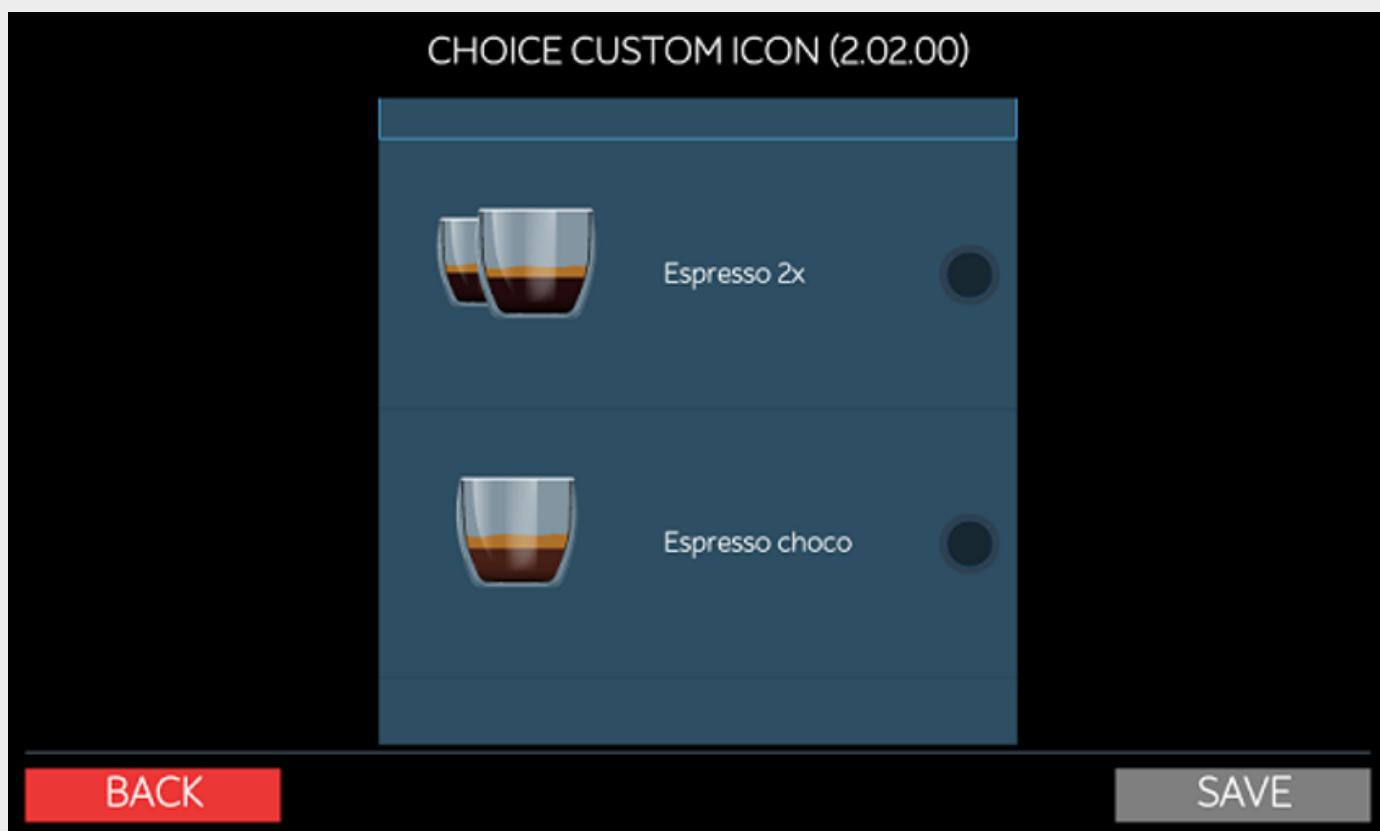 CHOICE CUSTOM ICON (2.02.00)
Espresso 2x
Espresso choco
BACK
SAVE